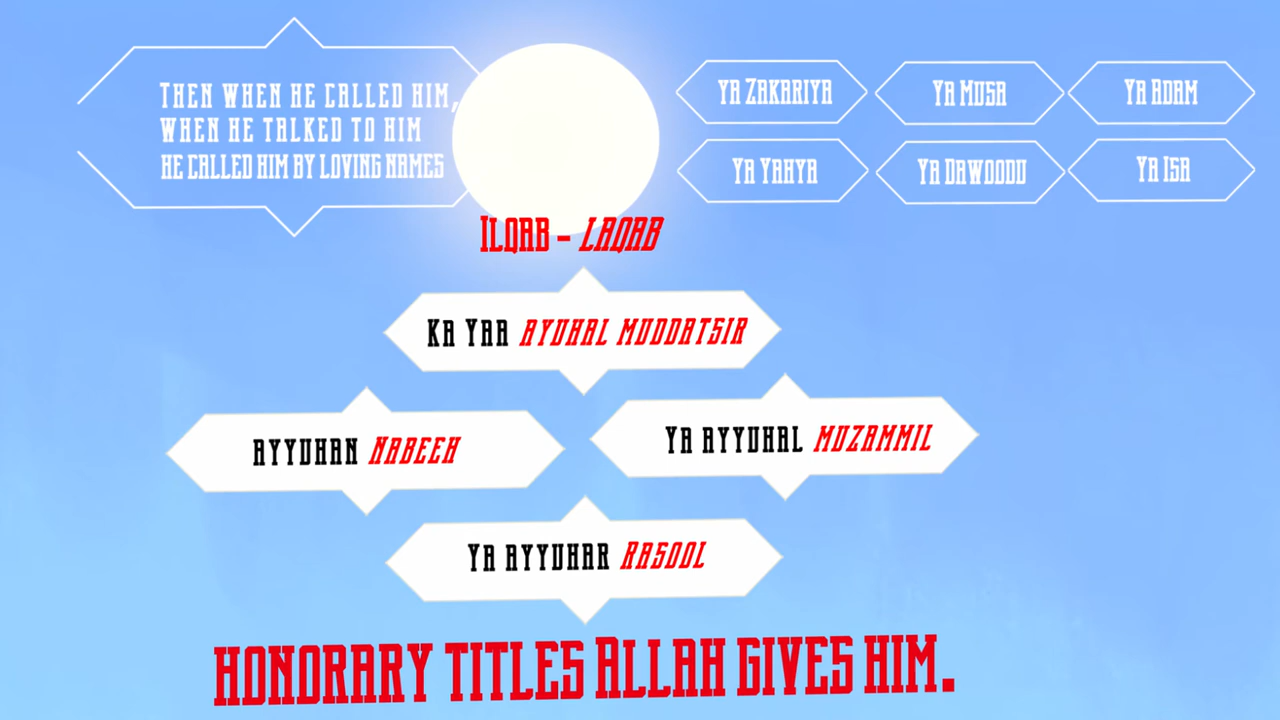 THEN WHEN HE CALLED HIM,
WHEN HE TALKED TO HIM
HE CALLED HIM BY LOVING NAMES
YA ZAKARIYA
YA MUSA
YA ADAM
YA YAHYA
YA DAWOODU
YA ISA
ILQAB - LAQAB
KA YAA AYUHAL MUDDATSIR
AYYUHAN NABEEH
YA AYYUHAL MUZAMMIL
YA AYYUHAR RASOOL
HONORARY TITLES ALLAH GIVES HIM.